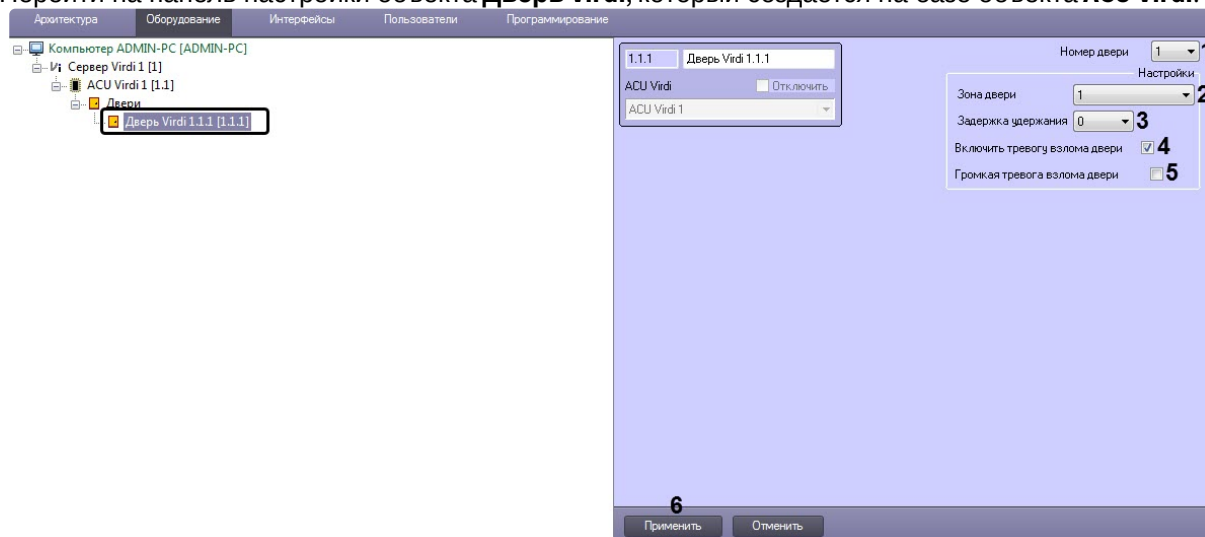 Перейти на панель настройки объекта Дверь Virdi, который создается на базе объекта ACU Virdi.
Архитектура Оборудование Интерфейсы Пользователи Программирование
Компьютер ADMIN-PC [ADMIN-PC]
Сервер Virdi 1 [1]
ACU Virdi 1 [1.1]
Двери
Дверь Virdi 1.1.1 [1.1.1]
1.1.1 Дверь Virdi 1.1.1
ACU Virdi Отключить
ACU Virdi 1
Номер двери 1 1
Настройки
Зона двери 1 2
Задержка удержания 0 3
Включить тревогу взлома двери 4
Громкая тревога взлома двери 5
6
Применить Отменить